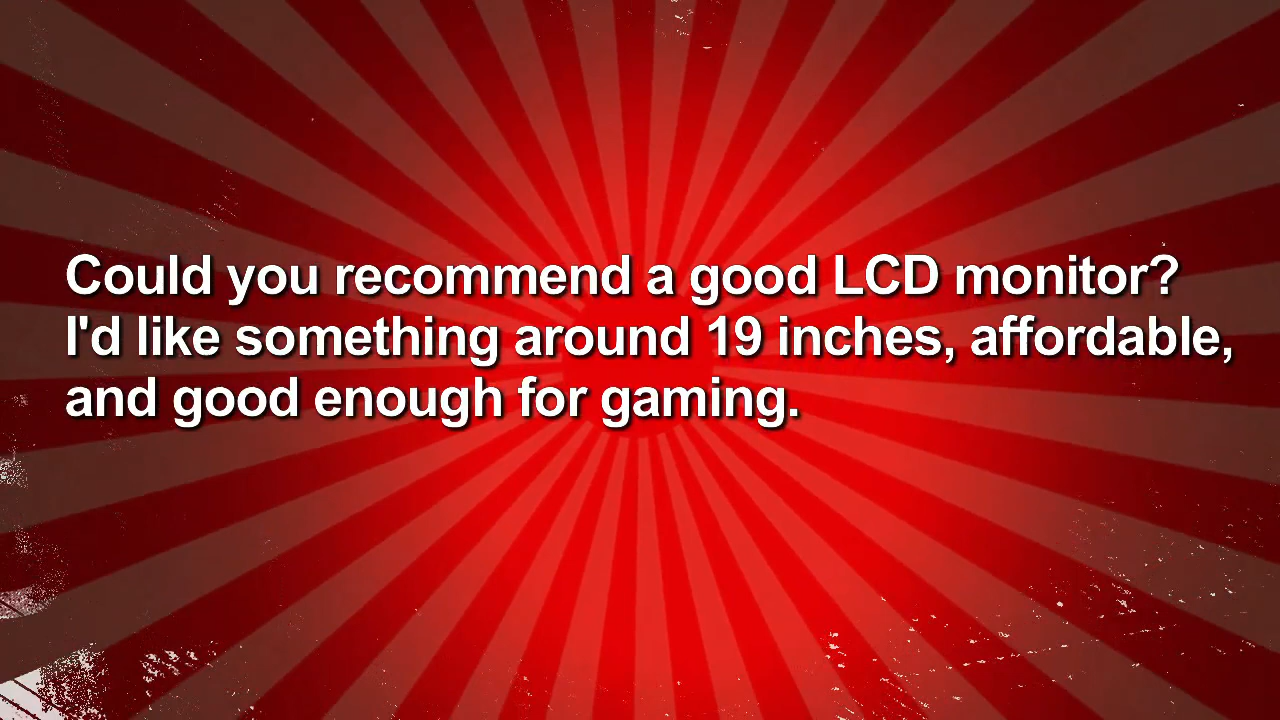 Could you recommend a good LCD monitor?
I'd like something around 19 inches, affordable,
and good enough for gaming.